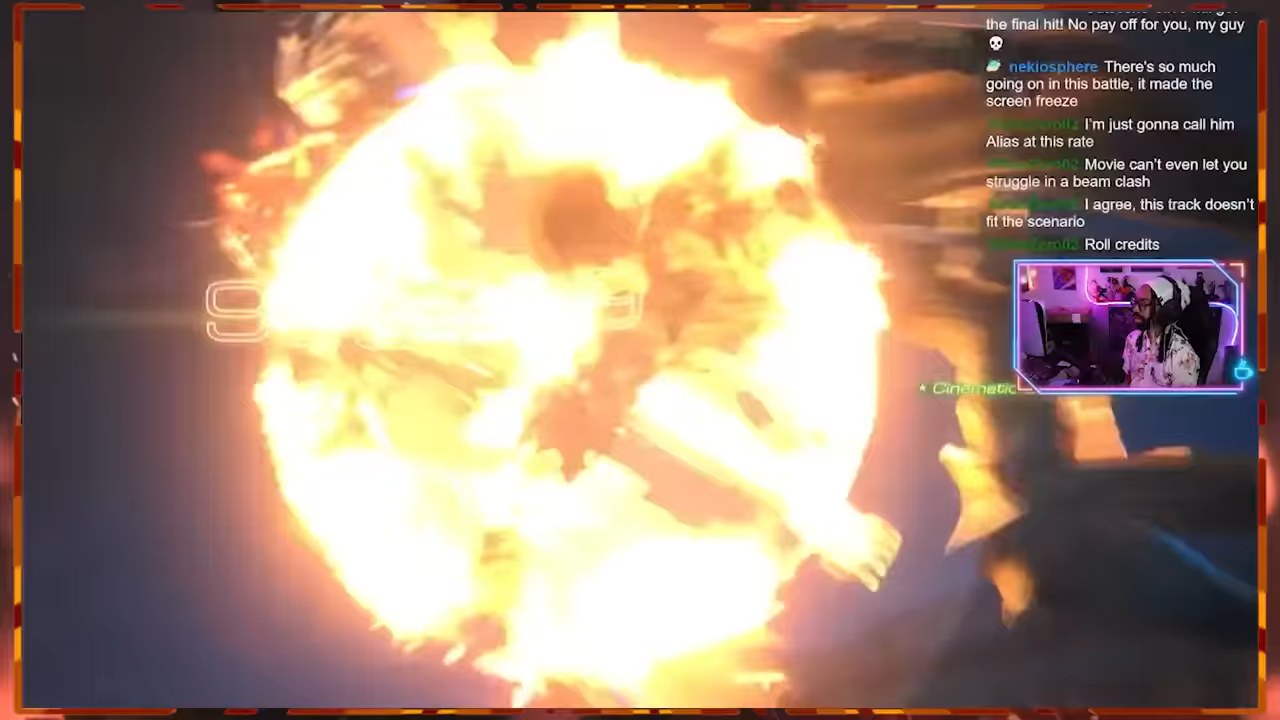 the final hit! No pay off for you, my guy
nekiosphere There's so much
going on in this battle, it made the
screen freeze
I'm just gonna call him
Alias at this rate
Movie can't even let you
struggle in a beam clash
I agree, this track doesn't
fit the scenario
Roll credits
Cinematic